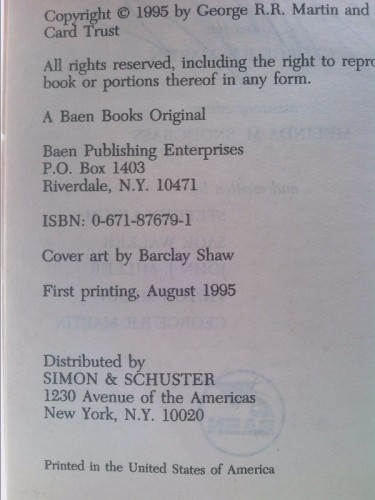 Copyright © 1995 by George R.R. Martin and
Card Trust
All rights reserved, including the right to repro
book or portions thereof in any form.
A Baen Books Original
Baen Publishing Enterprises
P.O. Box 1403
Riverdale, N.Y. 10471
ISBN: 0-671-87679-1
Cover art by Barclay Shaw
First printing, August 1995
Distributed by
SIMON & SCHUSTER
1230 Avenue of the Americas
New York, N.Y. 10020
Printed in the United States of America